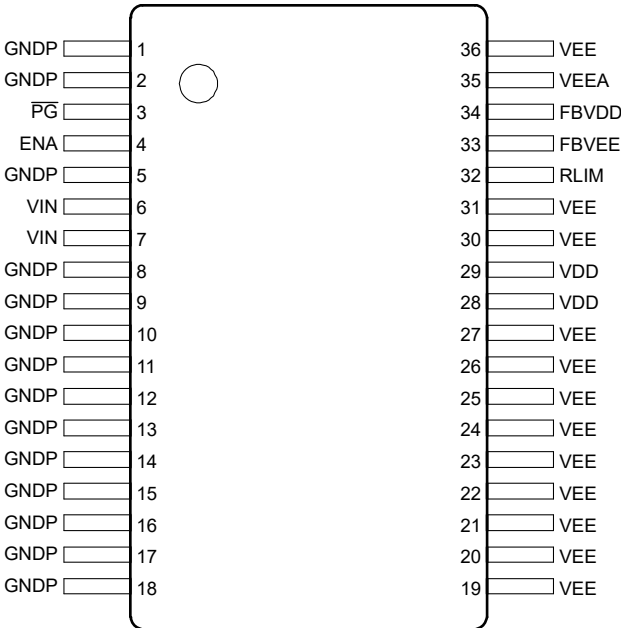 GNDP 1 36 VEE
GNDP 2 35 VEEA
PG 3 34 FBVDD
ENA 4 33 FBVEE
GNDP 5 32 RLIM
VIN 6 31 VEE
VIN 7 30 VEE
GNDP 8 29 VDD
GNDP 9 28 VDD
GNDP 10 27 VEE
GNDP 11 26 VEE
GNDP 12 25 VEE
GNDP 13 24 VEE
GNDP 14 23 VEE
GNDP 15 22 VEE
GNDP 16 21 VEE
GNDP 17 20 VEE
GNDP 18 19 VEE